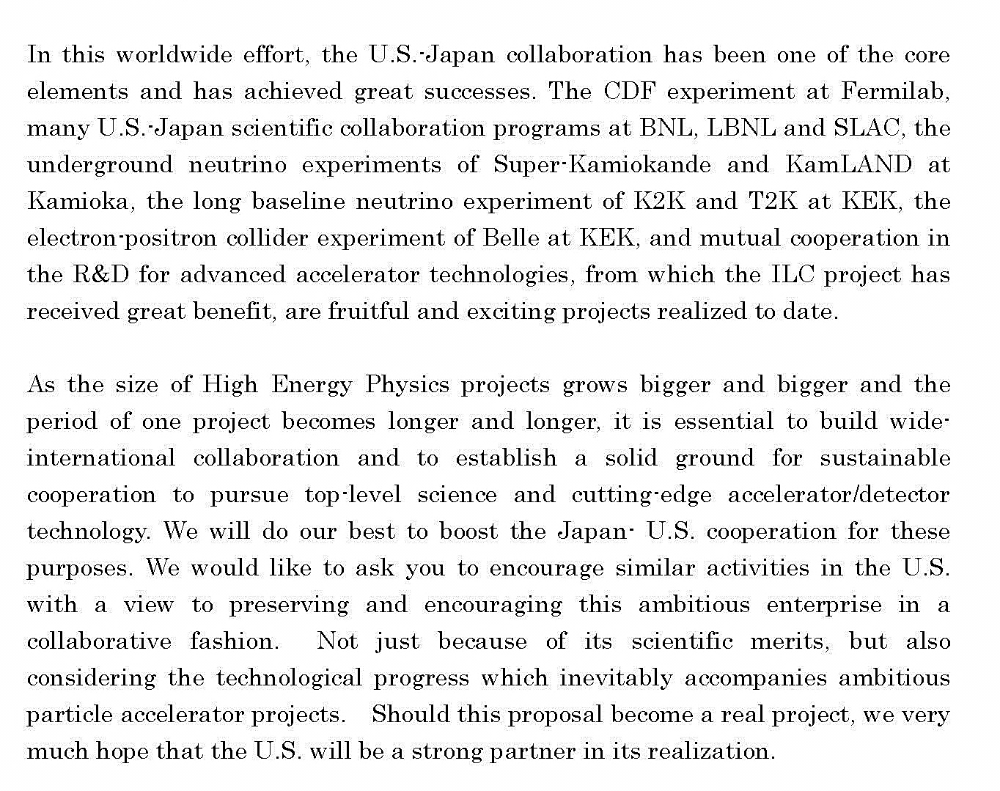 In this worldwide effort, the U.S.-Japan collaboration has been one of the core
elements and has achieved great successes. The CDF experiment at Fermilab,
many U.S.-Japan scientific collaboration programs at BNL, LBNL and SLAC, the
underground neutrino experiments of Super-Kamiokande and KamLAND at
Kamioka, the long baseline neutrino experiment of K2K and T2K at KEK, the
electron-positron collider experiment of Belle at KEK, and mutual cooperation in
the R&D for advanced accelerator technologies, from which the ILC project has
received great benefit, are fruitful and exciting projects realized to date.

As the size of High Energy Physics projects grows bigger and bigger and the
period of one project becomes longer and longer, it is essential to build wide-
international collaboration and to establish a solid ground for sustainable
cooperation to pursue top-level science and cutting-edge accelerator/detector
technology. We will do our best to boost the Japan- U.S. cooperation for these
purposes. We would like to ask you to encourage similar activities in the U.S.
with a view to preserving and encouraging this ambitious enterprise in a
collaborative fashion.  Not just because of its scientific merits, but also
considering the technological progress which inevitably accompanies ambitious
particle accelerator projects.  Should this proposal become a real project, we very
much hope that the U.S. will be a strong partner in its realization.